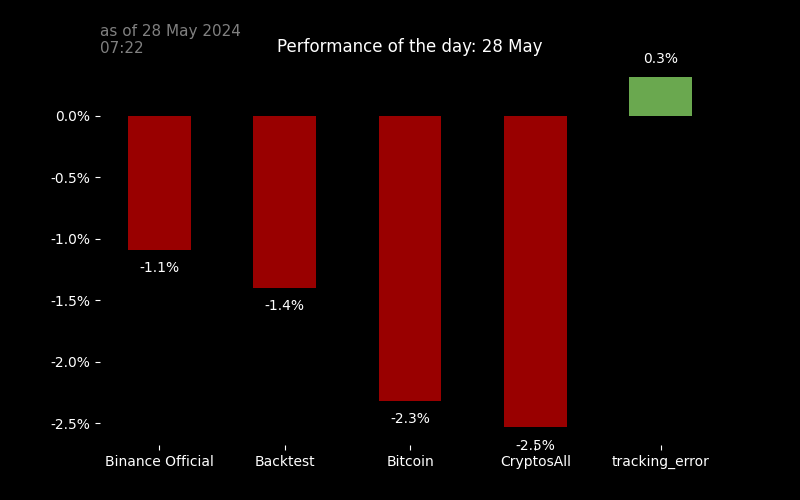 as of 28 May 2024
07:22
Performance of the day: 28 May
0.3%
0.0%
-0.5%
-1.0%
-1.1%
-1.4%
-1.5%
-2.0%
-2.3%
-2.5%
-2.5%
Binance Official
Backtest
Bitcoin
CryptosAll
tracking_error